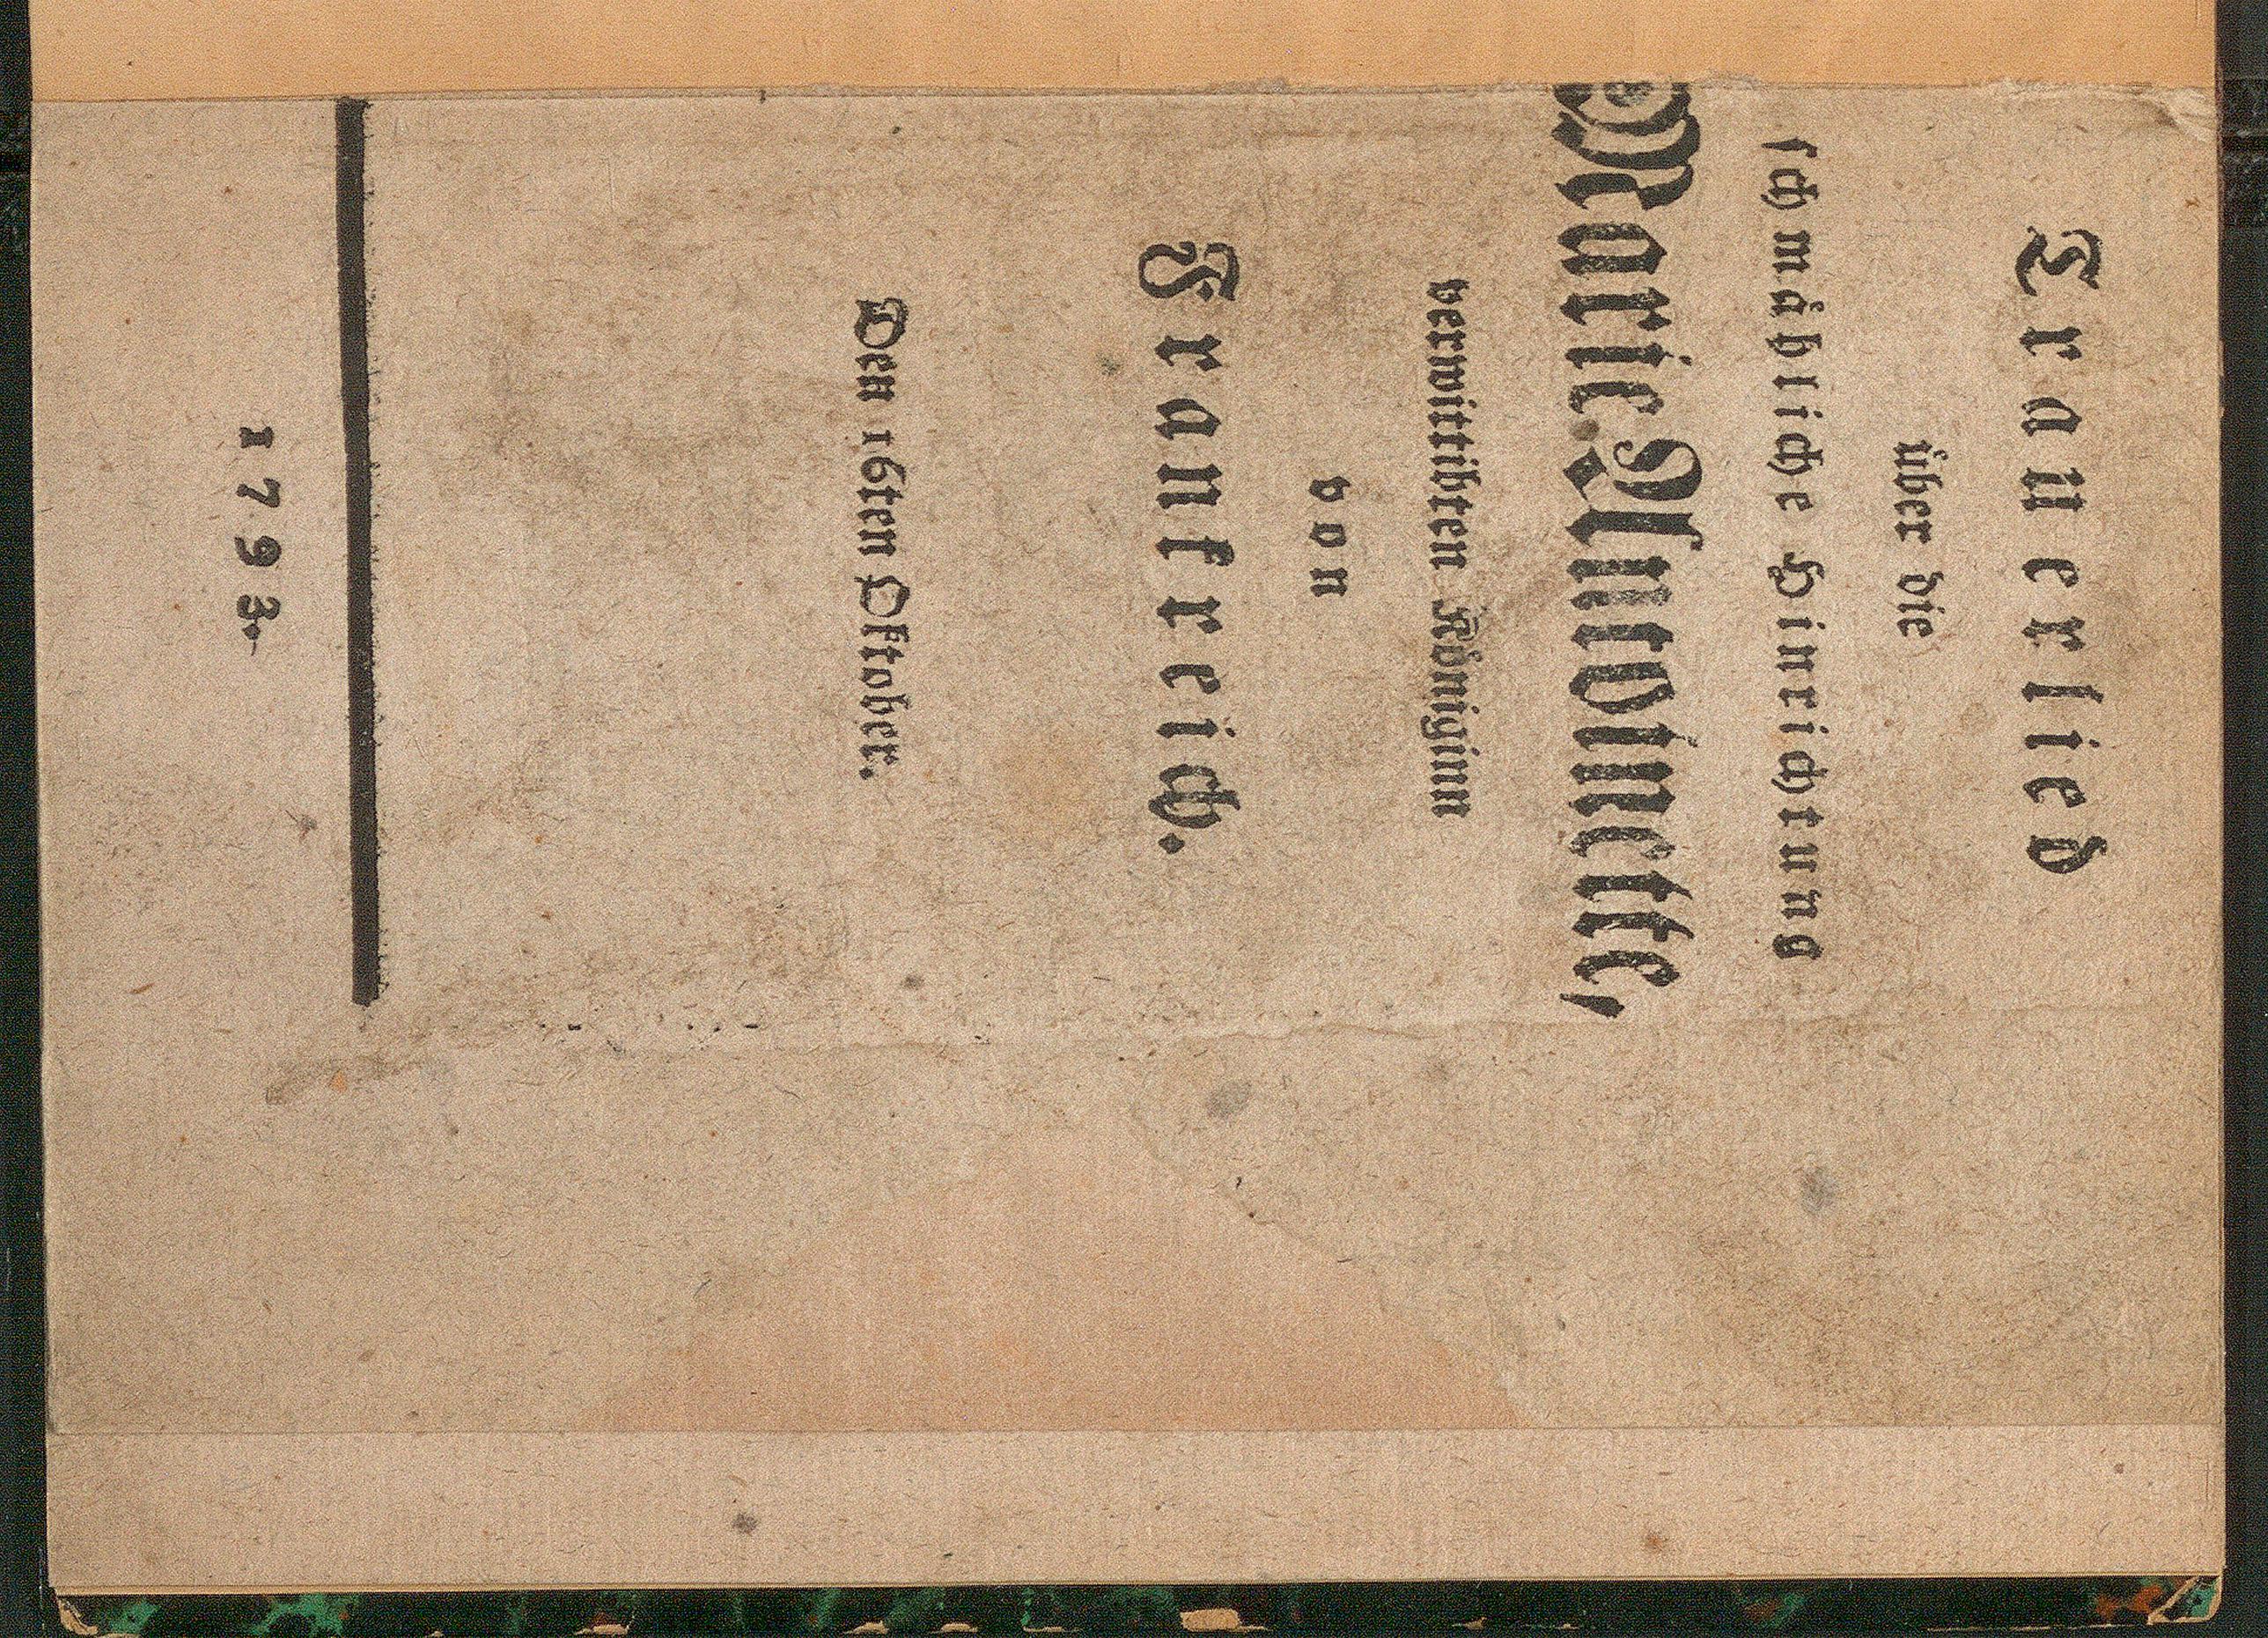 Trauerlied
über die
schmähliche Hinrichtung
Marie Antoinette,
verwittibten Königinn
von
Frankreich.
Den 16ten Oktober.
1793.